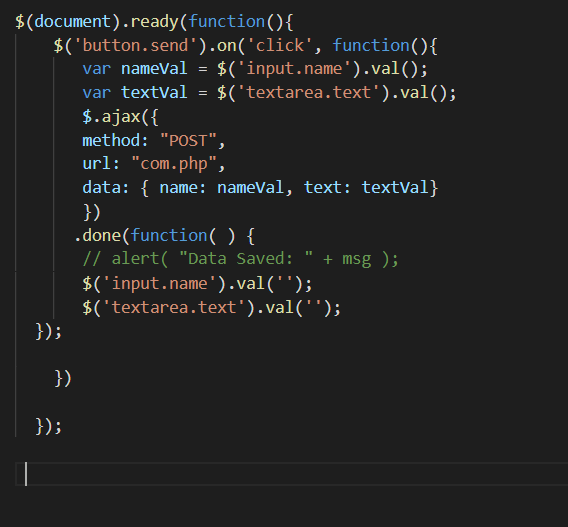 $(document).ready(function(){
$('button.send').on('click', function(){
var nameVal = $('input.name').val();
var textVal = $('textarea.text').val();
$.ajax({
method: "POST",
url: "com.php",
data: { name: nameVal, text: textVal}
})
.done(function( ) {
// alert( "Data Saved: " + msg );
$('input.name').val('');
$('textarea.text').val('');
});
})
});